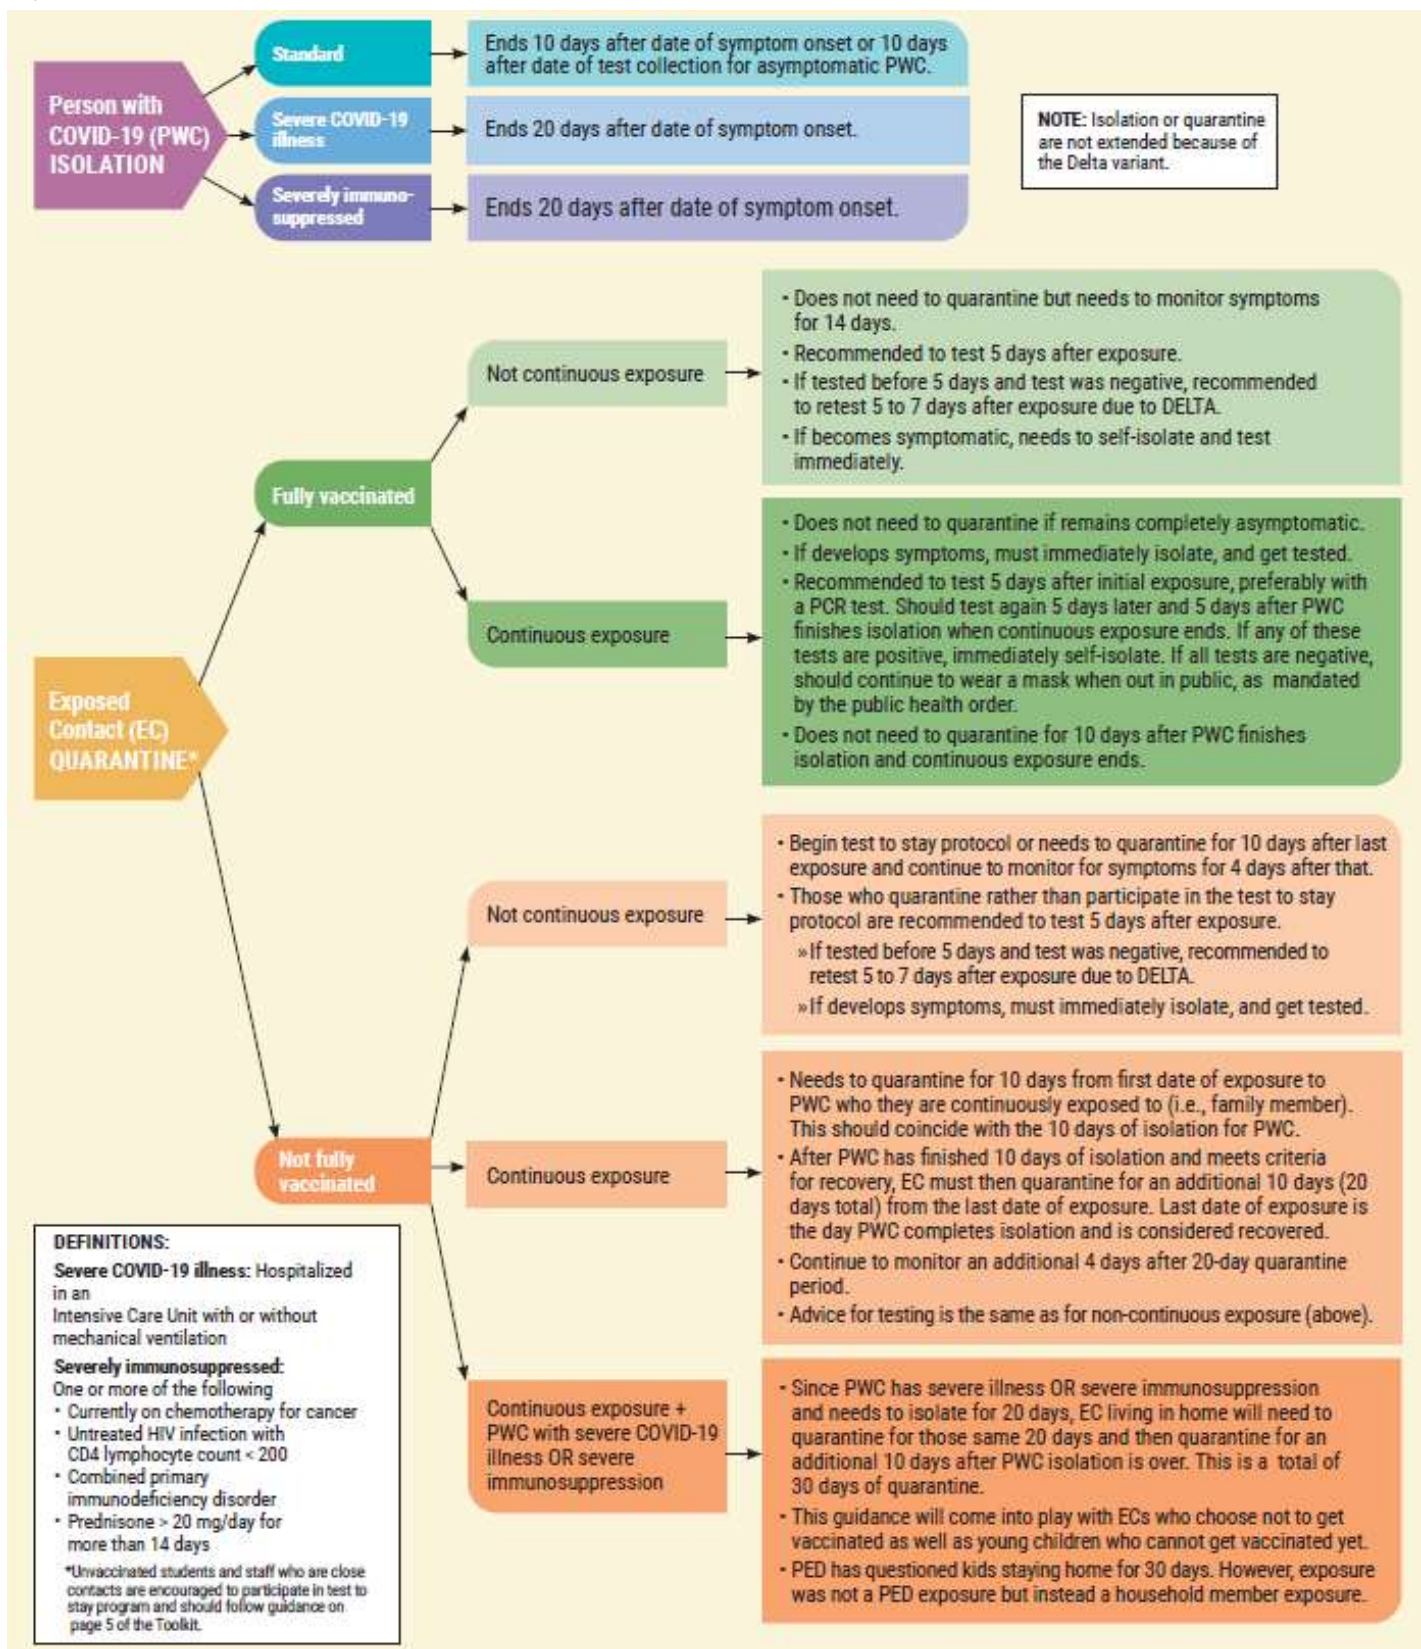 Person with
COVID-19 (PWC)
ISOLATION
Standard
Ends 10 days after date of symptom onset or 10 days
after date of test collection for asymptomatic PWC.
Severe COVID-19
illness
Ends 20 days after date of symptom onset.
Severely immuno-
suppressed
Ends 20 days after date of symptom onset.
NOTE: Isolation or quarantine
are not extended because of
the Delta variant.
Exposed
Contact (EC)
QUARANTINE*
Fully vaccinated
Not continuous exposure
• Does not need to quarantine but needs to monitor symptoms
for 14 days.
• Recommended to test 5 days after exposure.
• If tested before 5 days and test was negative, recommended
to retest 5 to 7 days after exposure due to DELTA.
• If becomes symptomatic, needs to self-isolate and test
immediately.
Continuous exposure
• Does not need to quarantine if remains completely asymptomatic.
• If develops symptoms, must immediately isolate, and get tested.
• Recommended to test 5 days after initial exposure, preferably with
a PCR test. Should test again 5 days later and 5 days after PWC
finishes isolation when continuous exposure ends. If any of these
tests are positive, immediately self-isolate. If all tests are negative,
should continue to wear a mask when out in public, as mandated
by the public health order.
• Does not need to quarantine for 10 days after PWC finishes
isolation and continuous exposure ends.
Not fully
vaccinated
Not continuous exposure
• Begin test to stay protocol or needs to quarantine for 10 days after last
exposure and continue to monitor for symptoms for 4 days after that.
• Those who quarantine rather than participate in the test to stay
protocol are recommended to test 5 days after exposure.
» If tested before 5 days and test was negative, recommended to
retest 5 to 7 days after exposure due to DELTA.
» If develops symptoms, must immediately isolate, and get tested.
Continuous exposure
• Needs to quarantine for 10 days from first date of exposure to
PWC who they are continuously exposed to (i.e., family member).
This should coincide with the 10 days of isolation for PWC.
• After PWC has finished 10 days of isolation and meets criteria
for recovery, EC must then quarantine for an additional 10 days (20
days total) from the last date of exposure. Last date of exposure is
the day PWC completes isolation and is considered recovered.
• Continue to monitor an additional 4 days after 20-day quarantine
period.
• Advice for testing is the same as for non-continuous exposure (above).
Continuous exposure +
PWC with severe COVID-19
illness OR severe
immunosuppression
• Since PWC has severe illness OR severe immunosuppression
and needs to isolate for 20 days, EC living in home will need to
quarantine for those same 20 days and then quarantine for an
additional 10 days after PWC isolation is over. This is a total of
30 days of quarantine.
• This guidance will come into play with ECs who choose not to get
vaccinated as well as young children who cannot get vaccinated yet.
• PED has questioned kids staying home for 30 days. However, exposure
was not a PED exposure but instead a household member exposure.
DEFINITIONS:
Severe COVID-19 illness: Hospitalized
in an
Intensive Care Unit with or without
mechanical ventilation
Severely immunosuppressed:
One or more of the following
• Currently on chemotherapy for cancer
• Untreated HIV infection with
CD4 lymphocyte count < 200
• Combined primary
immunodeficiency disorder
• Prednisone > 20 mg/day for
more than 14 days
*Unvaccinated students and staff who are close
contacts are encouraged to participate in test to
stay program and should follow guidance on
page 5 of the Toolkit.